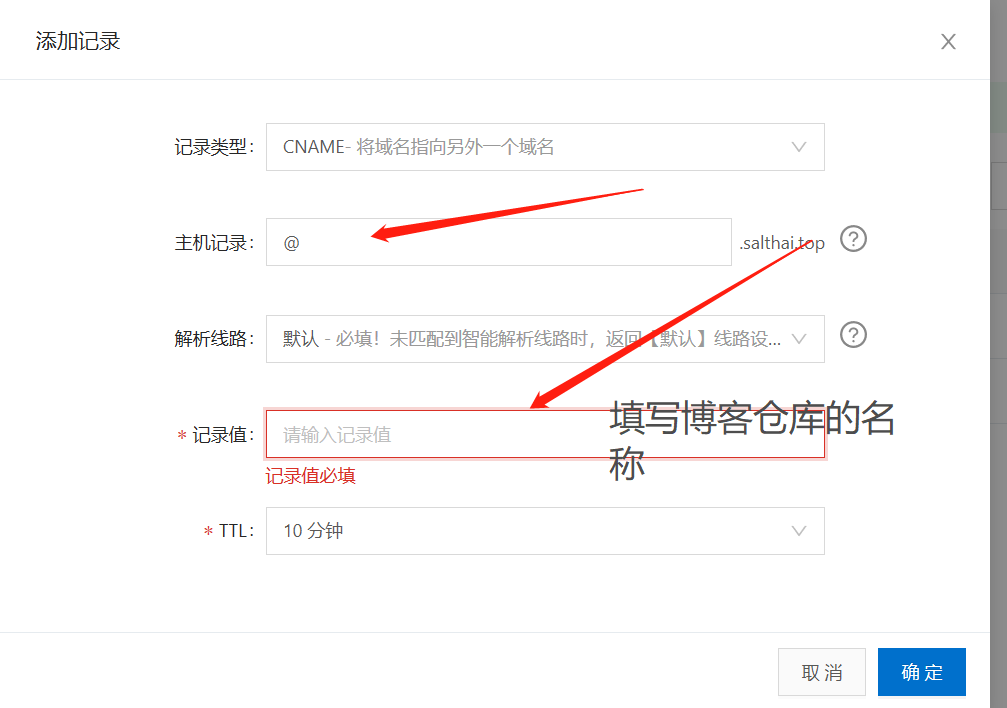 添加记录
记录类型： CNAME- 将域名指向另外一个域名
主机记录： @ .salthai.top ?
解析线路： 默认 - 必填！未匹配到智能解析线路时，返回【默认】线路设... ?
* 记录值： 请输入记录值
填写博客仓库的名
称
记录值必填
* TTL： 10 分钟
取 消 确 定